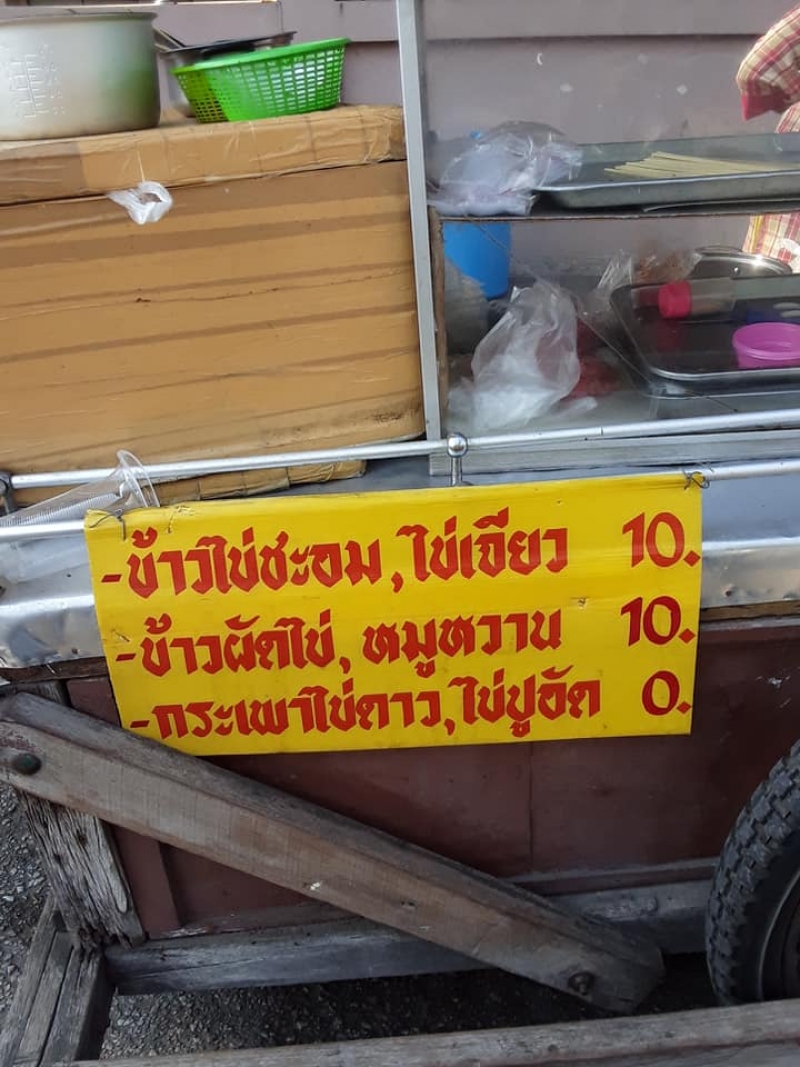 -ข้าวไข่ชะอม,ไข่เจียว 10.
-ข้าวผัดไข่, หมูหวาน 10.
-กระเพาไข่ดาว,ไข่ปูอัด 0.